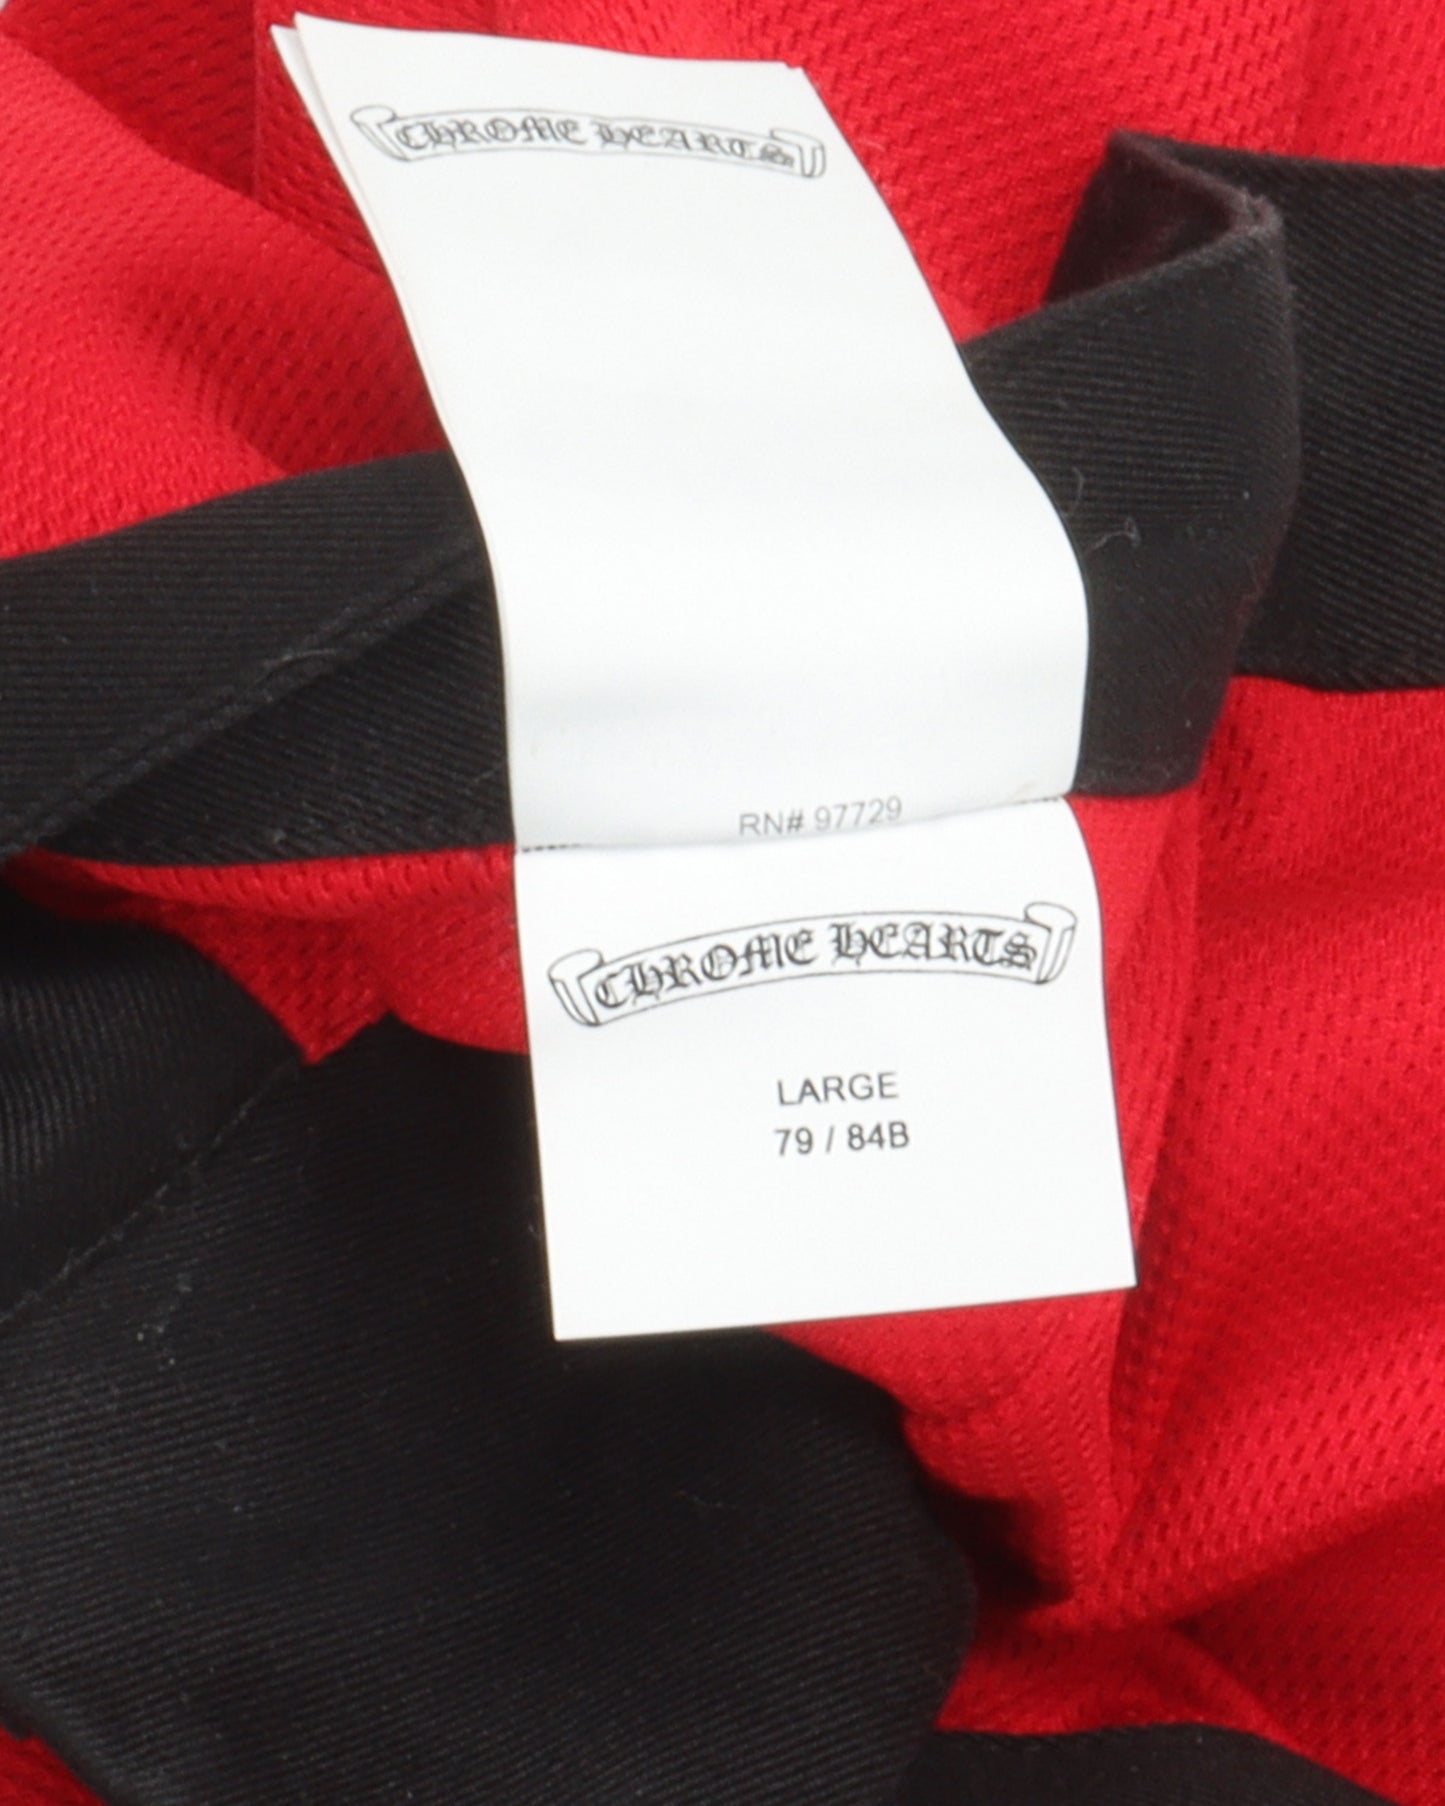 CHROME HEARTS
RN# 97729
CHROME HEARTS
LARGE
79 / 84B